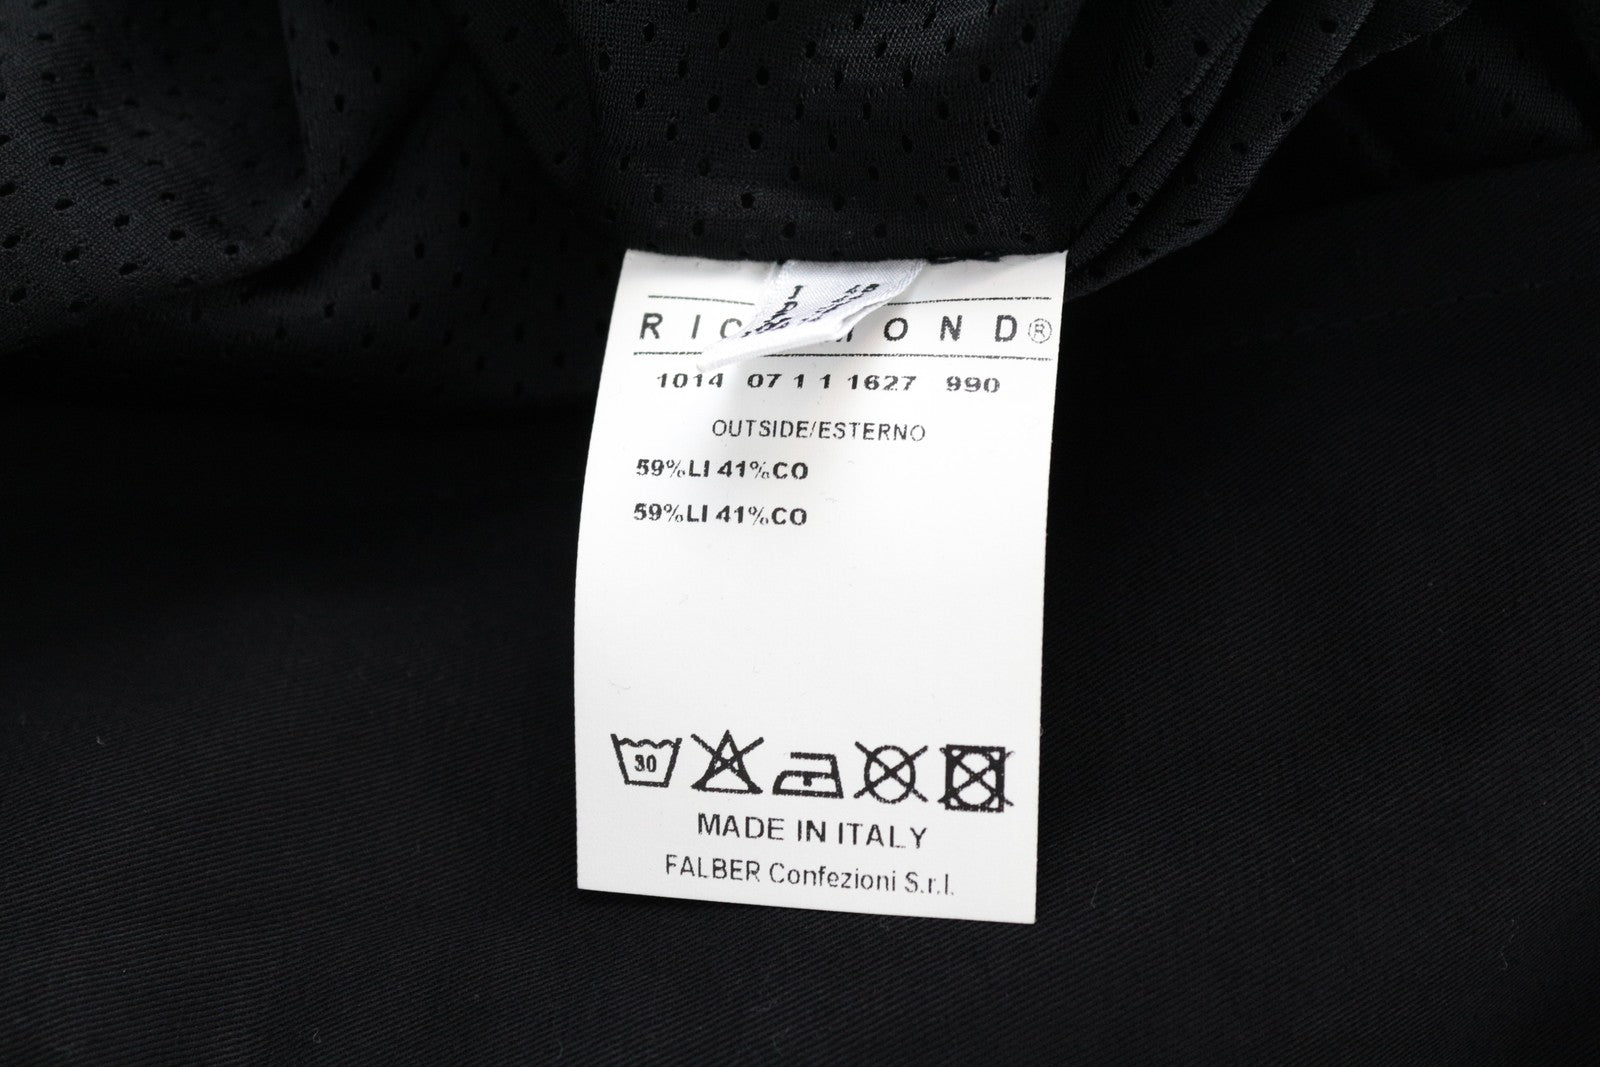 OND®
1014 07 1 1 1627 990
OUTSIDE/ESTERNO
59%LI 41%CO
59%LI 41%CO
30
MADE IN ITALY
FALBER Confezioni S.r.l.